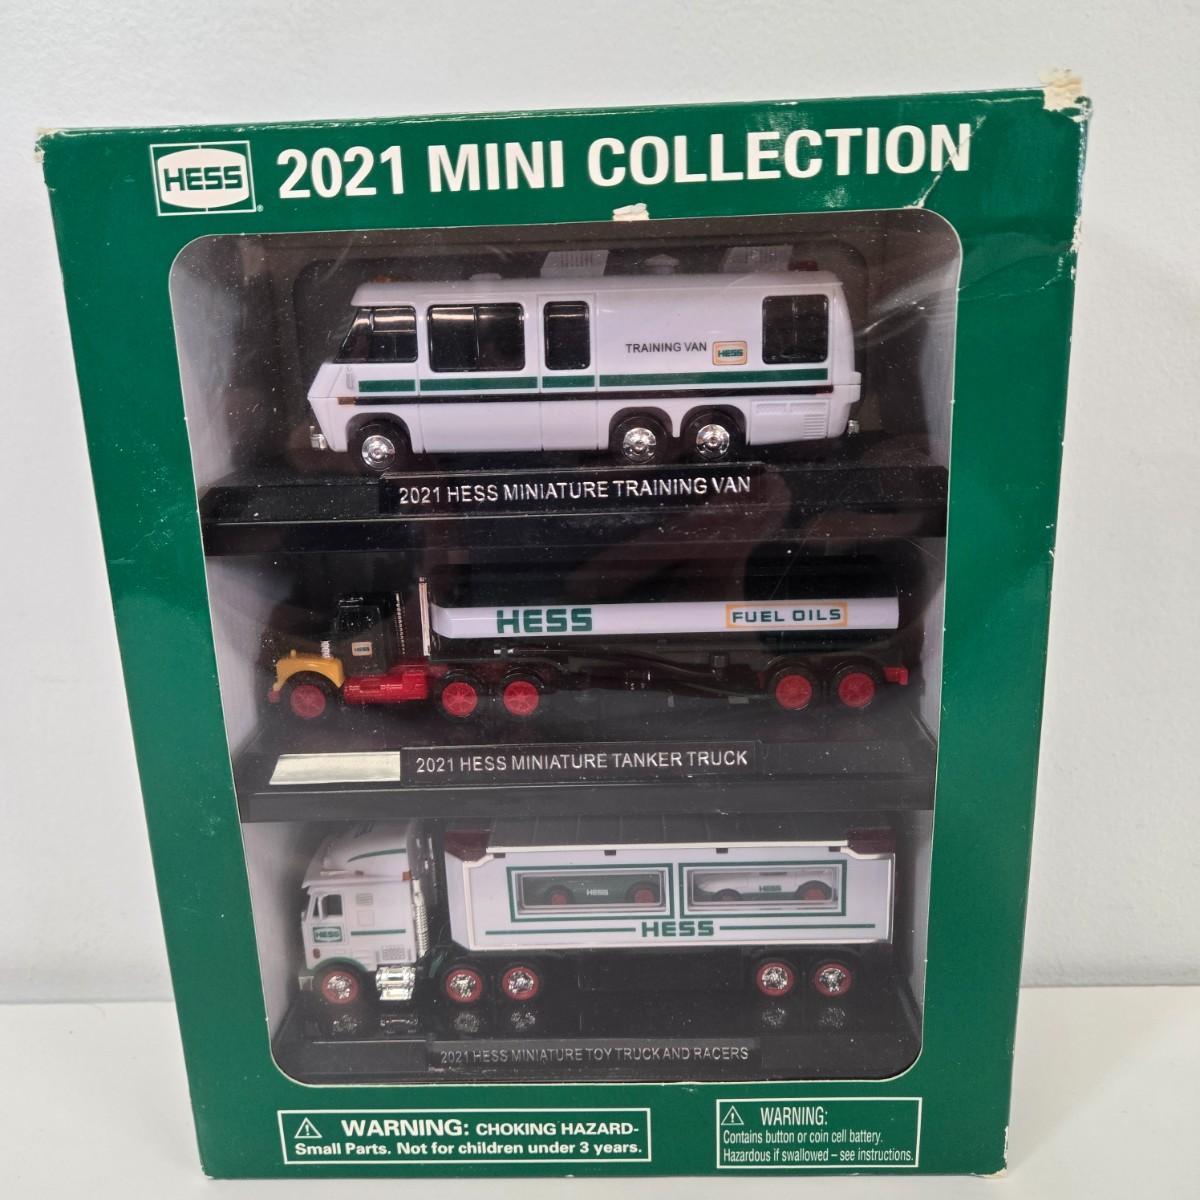 HESS
2021 MINI COLLECTION
TRAINING VAN HESS
2021 HESS MINIATURE TRAINING VAN
HESS
FUEL OILS
HESS
2021 HESS MINIATURE TANKER TRUCK
HESS
HESS
HESS
HESS
2021 HESS MINIATURE TOY TRUCK AND RACERS
WARNING: CHOKING HAZARD-
Small Parts. Not for children under 3 years.
WARNING:
Contains button or coin cell battery.
Hazardous if swallowed – see instructions.